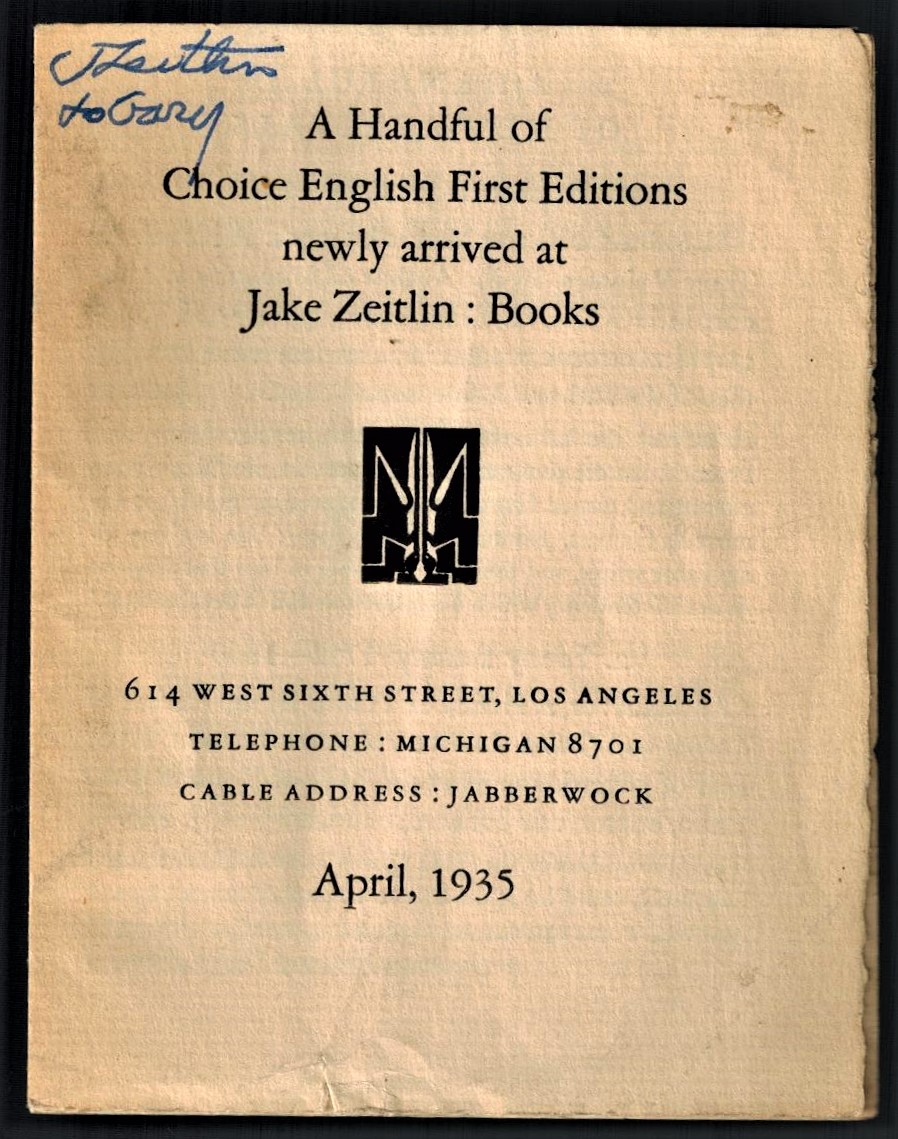 JZeitlin
to Gary
A Handful of
Choice English First Editions
newly arrived at
Jake Zeitlin : Books
614 WEST SIXTH STREET, LOS ANGELES
TELEPHONE : MICHIGAN 8701
CABLE ADDRESS : JABBERWOCK
April, 1935